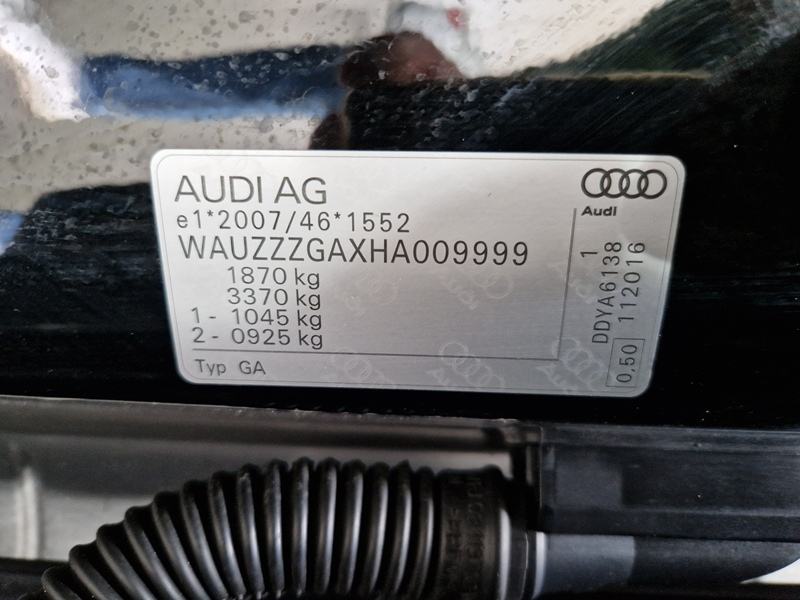 AUDI AG
e1*2007/46*1552
WAUZZZGAXHA009999
1870 kg
3370 kg
1 - 1045 kg
2 - 0925 kg
Typ GA
Audi
1
DDYA6138
112016
0,50